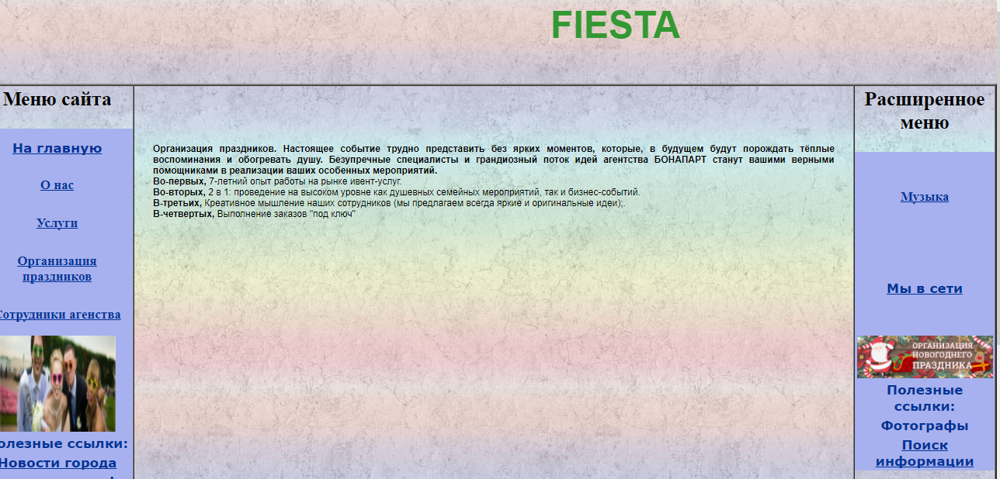 FIESTA
Меню сайта
На главную
О нас
Услуги
Организация
праздников
Сотрудники агенства
олезные ссылки:
Новости города
Организация праздников. Настоящее событие трудно представить без ярких моментов, которые, в будущем будут порождать тёплые
воспоминания и обогревать душу. Безупречные специалисты и грандиозный поток идей агентства БОНАПАРТ станут вашими верными
помощниками в реализации ваших особенных мероприятий.
Во-первых, 7-летний опыт работы на рынке ивент-услуг.
Во-вторых, 2 в 1: проведение на высоком уровне как душевных семейных мероприятий, так и бизнес-событий.
В-третьих, Креативное мышление наших сотрудников (мы предлагаем всегда яркие и оригинальные идеи);.
В-четвертых, Выполнение заказов "под ключ"
Расширенное
меню
Музыка
Мы в сети
ОРГАНИЗАЦИЯ
НОВОГОДНЕГО
ПРАЗДНИКА
Полезные
ссылки:
Фотографы
Поиск
информации